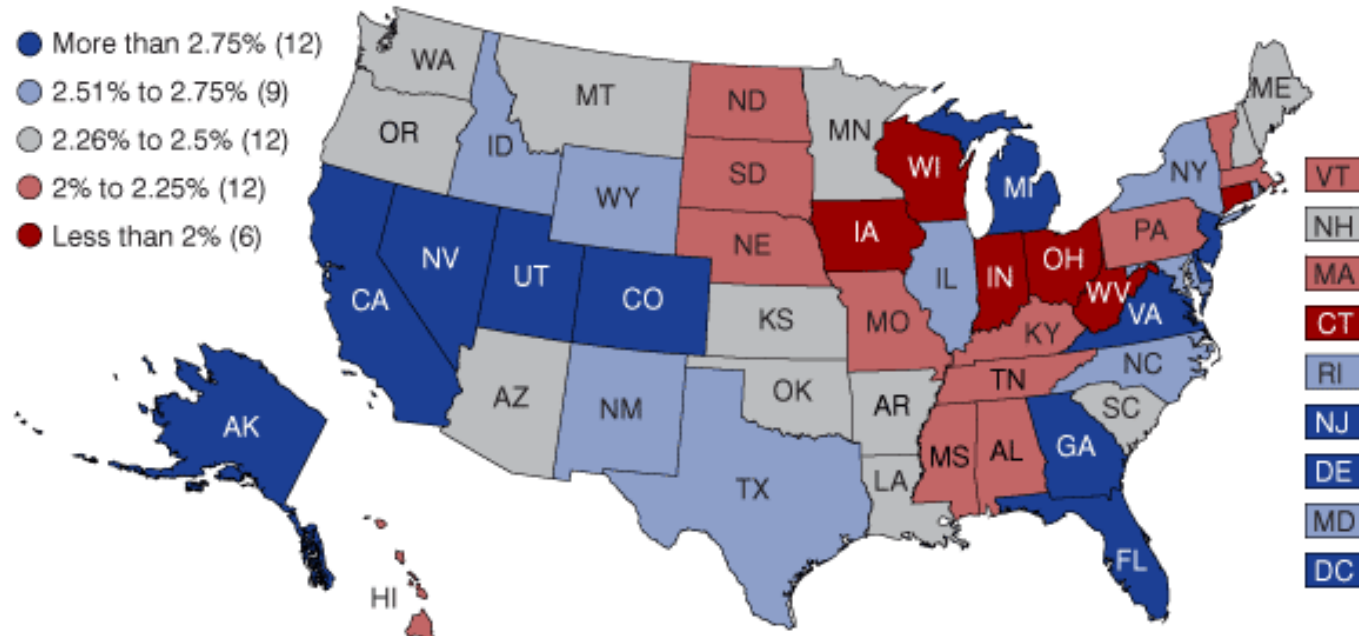 More than 2.75% (12)
2.51% to 2.75% (9)
2.26% to 2.5% (12)
2% to 2.25% (12)
Less than 2% (6)
WA
MT
ND
MN
ME
OR
ID
SD
WI
MI
NY
WY
VT
NH
NE
IA
PA
MA
NV
UT
CO
IL
IN
OH
WV
CT
CA
VA
KS
MO
KY
RI
NC
AZ
NM
OK
AR
TN
SC
NJ
AK
MS
AL
GA
DE
TX
LA
MD
FL
DC
HI